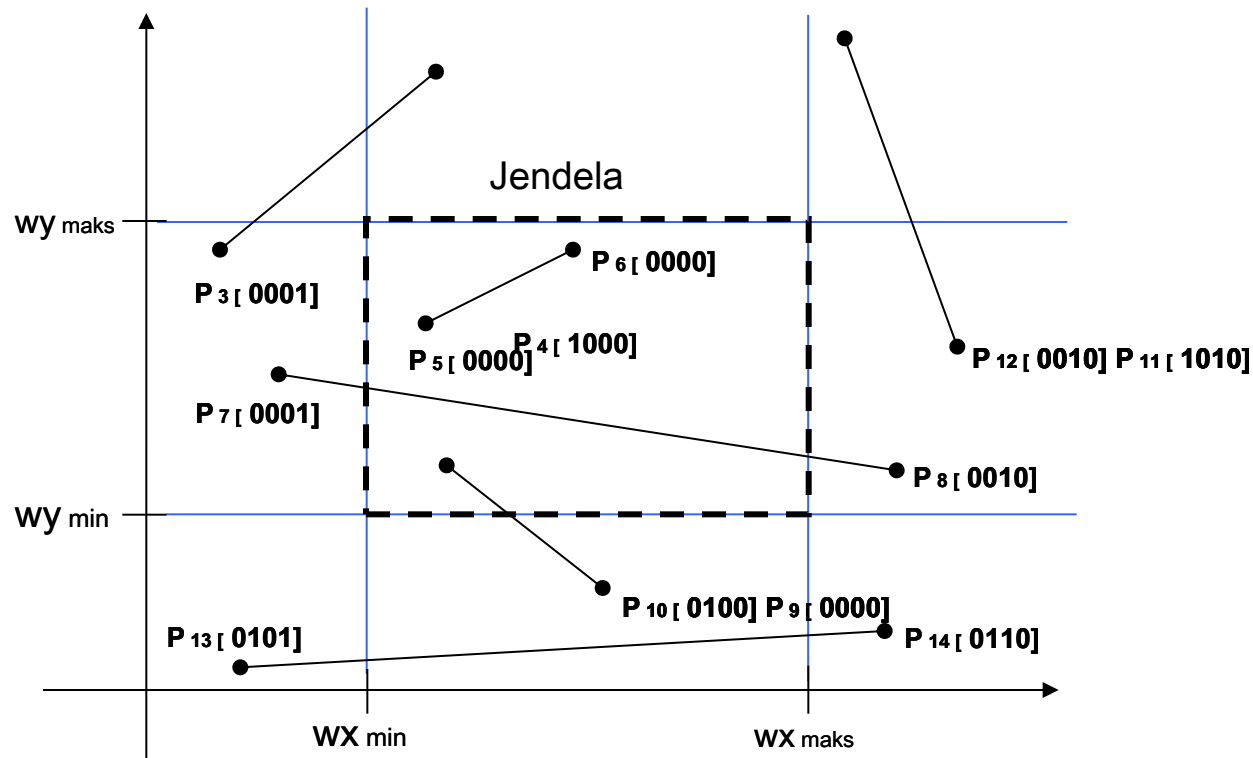 Jendela
wy maks
P 6 [ 0000]
P 3 [ 0001]
P 4 [ 1000]
P 5 [ 0000]
P 12 [ 0010] P 11 [ 1010]
P 7 [ 0001]
P 8 [ 0010]
wy min
P 10 [ 0100] P 9 [ 0000]
P 13 [ 0101]
P 14 [ 0110]
wx min
wx maks